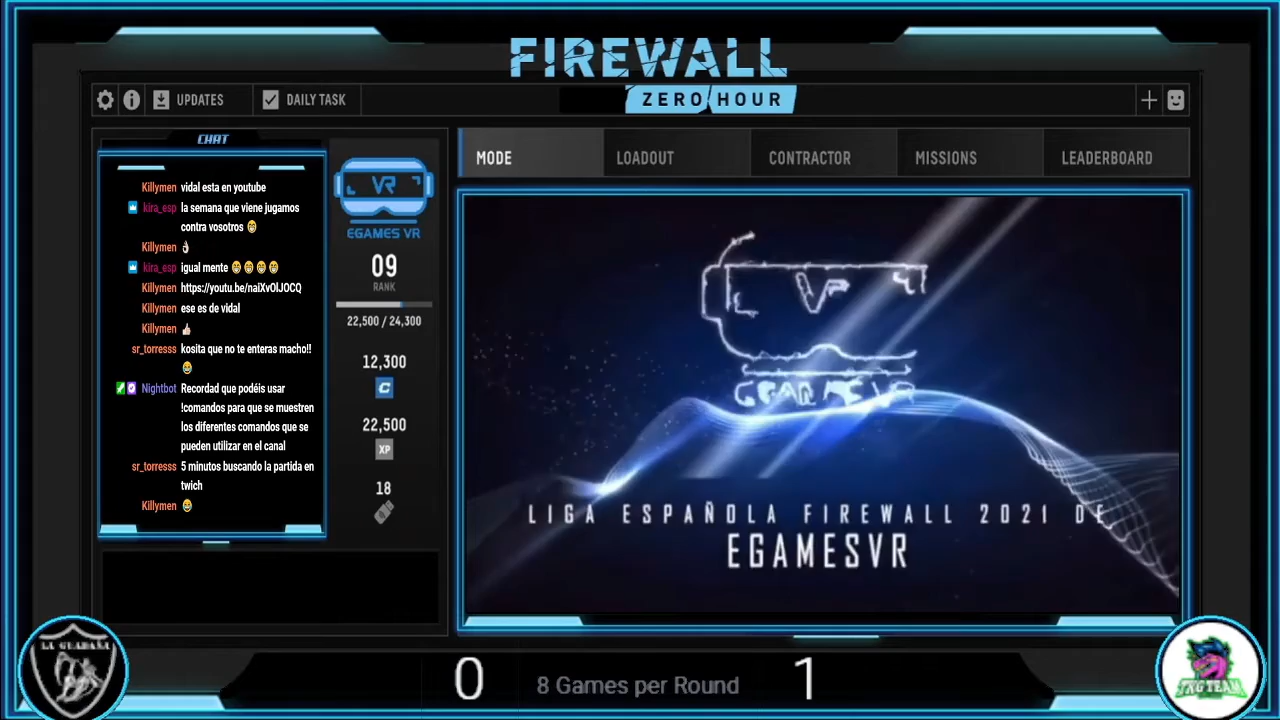 FIREWALL
ZERO HOUR
UPDATES
DAILY TASK
CHAT
Killymen vidal esta en youtube
kira_esp la semana que viene jugamos
contra vosotros 😁
Killymen 👌🏻
kira_esp igual mente 😁😁😁😁
Killymen https://youtu.be/naiXvOlJOCQ
Killymen ese es de vidal
Killymen 👍🏻
sr_torresss kosita que no te enteras macho!!
😂
Nightbot Recordad que podéis usar
!comandos para que se muestren
los diferentes comandos que se
pueden utilizar en el canal
sr_torresss 5 minutos buscando la partida en
twich
Killymen 😂
VR
EGAMES VR
09
RANK
22,500 / 24,300
12,300
C
22,500
XP
18
MODE
LOADOUT
CONTRACTOR
MISSIONS
LEADERBOARD
VR
EGAMES VR
LIGA ESPAÑOLA FIREWALL 2021 DE
EGAMESVR
LA GUADAÑA
0
8 Games per Round
1
TKG TEAM